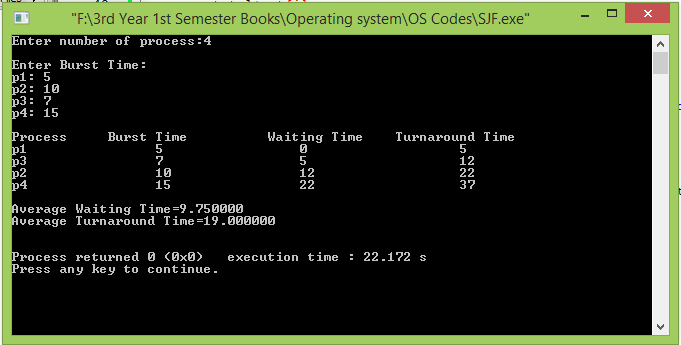 "F:\3rd Year 1st Semester Books\Operating system\OS Codes\SJF.exe"
Enter number of process:4
Enter Burst Time:
p1: 5
p2: 10
p3: 7
p4: 15
Process Burst Time Waiting Time Turnaround Time
p1 5 0 5
p3 7 5 12
p2 10 12 22
p4 15 22 37
Average Waiting Time=9.750000
Average Turnaround Time=19.000000
Process returned 0 (0x0) execution time : 22.172 s
Press any key to continue.